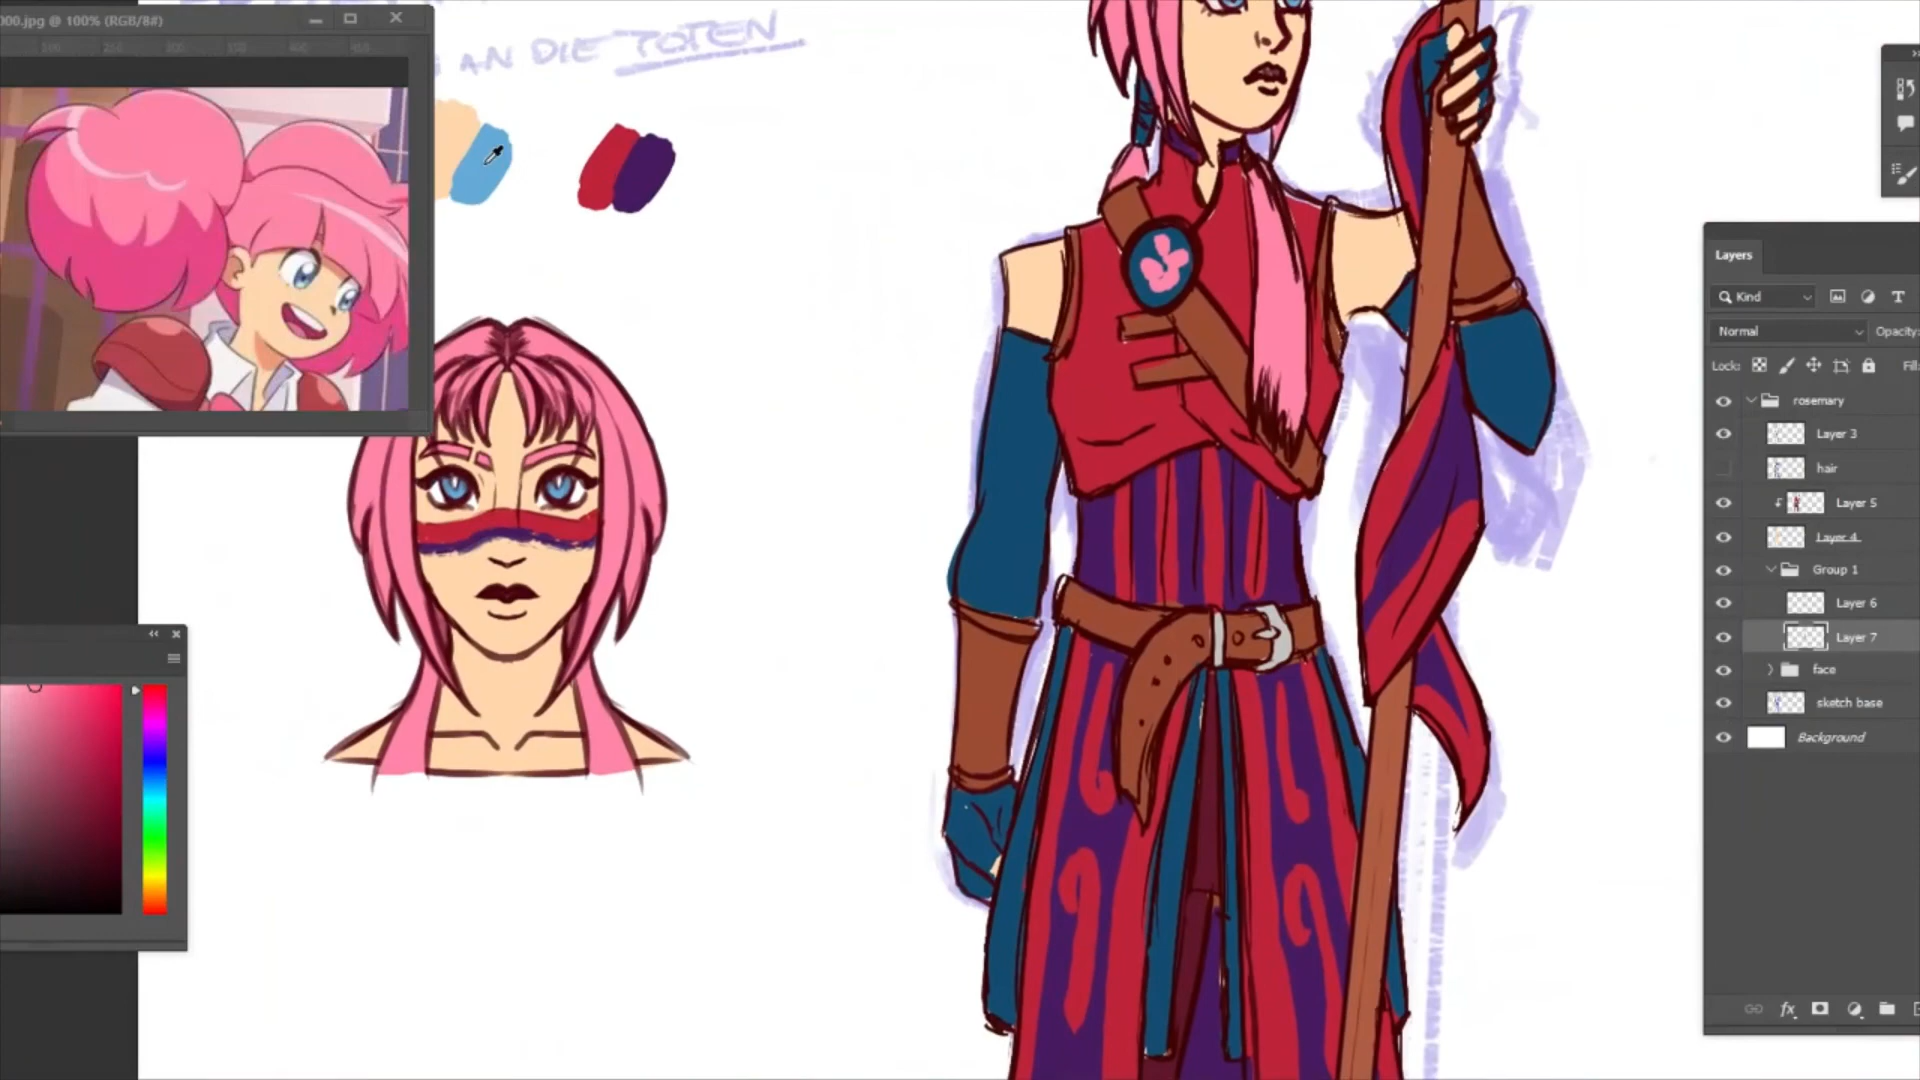 000.jpg @ 100% (RGB/8#)
AN DIE TOTEN
Layers
Kind
Normal
Opacity:
Lock:
Fill:
rosemary
Layer 3
hair
Layer 5
Layer 4
Group 1
Layer 6
Layer 7
face
sketch base
Background
fx